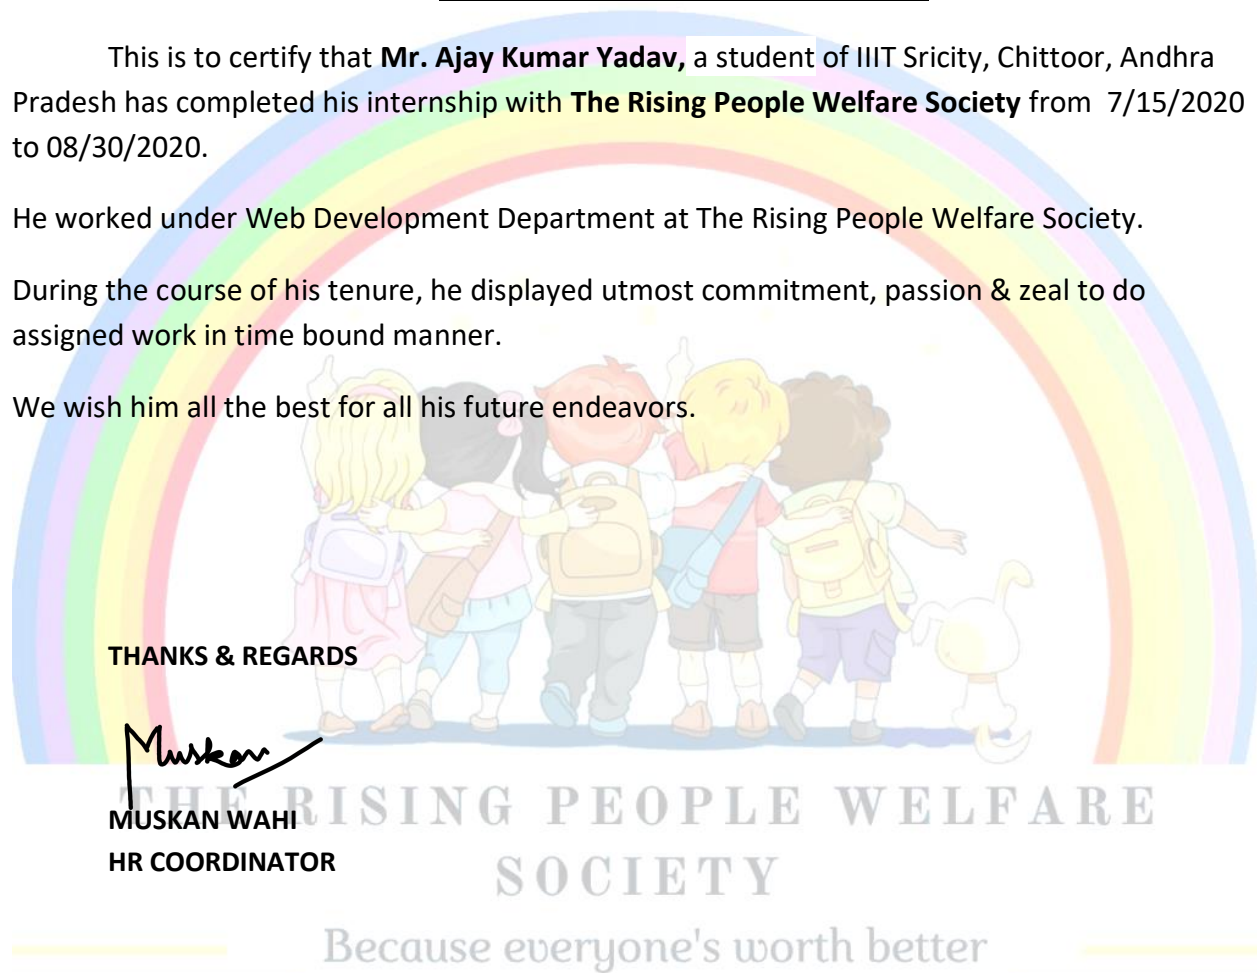 This is to certify that Mr. Ajay Kumar Yadav, a student of IIIT Sricity, Chittoor, Andhra
Pradesh has completed his internship with The Rising People Welfare Society from 7/15/2020
to 08/30/2020.
He worked under Web Development Department at The Rising People Welfare Society.
During the course of his tenure, he displayed utmost commitment, passion & zeal to do
assigned work in time bound manner.
We wish him all the best for all his future endeavors.
THANKS & REGARDS
Muskan
THE RISING PEOPLE WELFARE
MUSKAN WAHI
HR COORDINATOR
SOCIETY
Because everyone's worth better